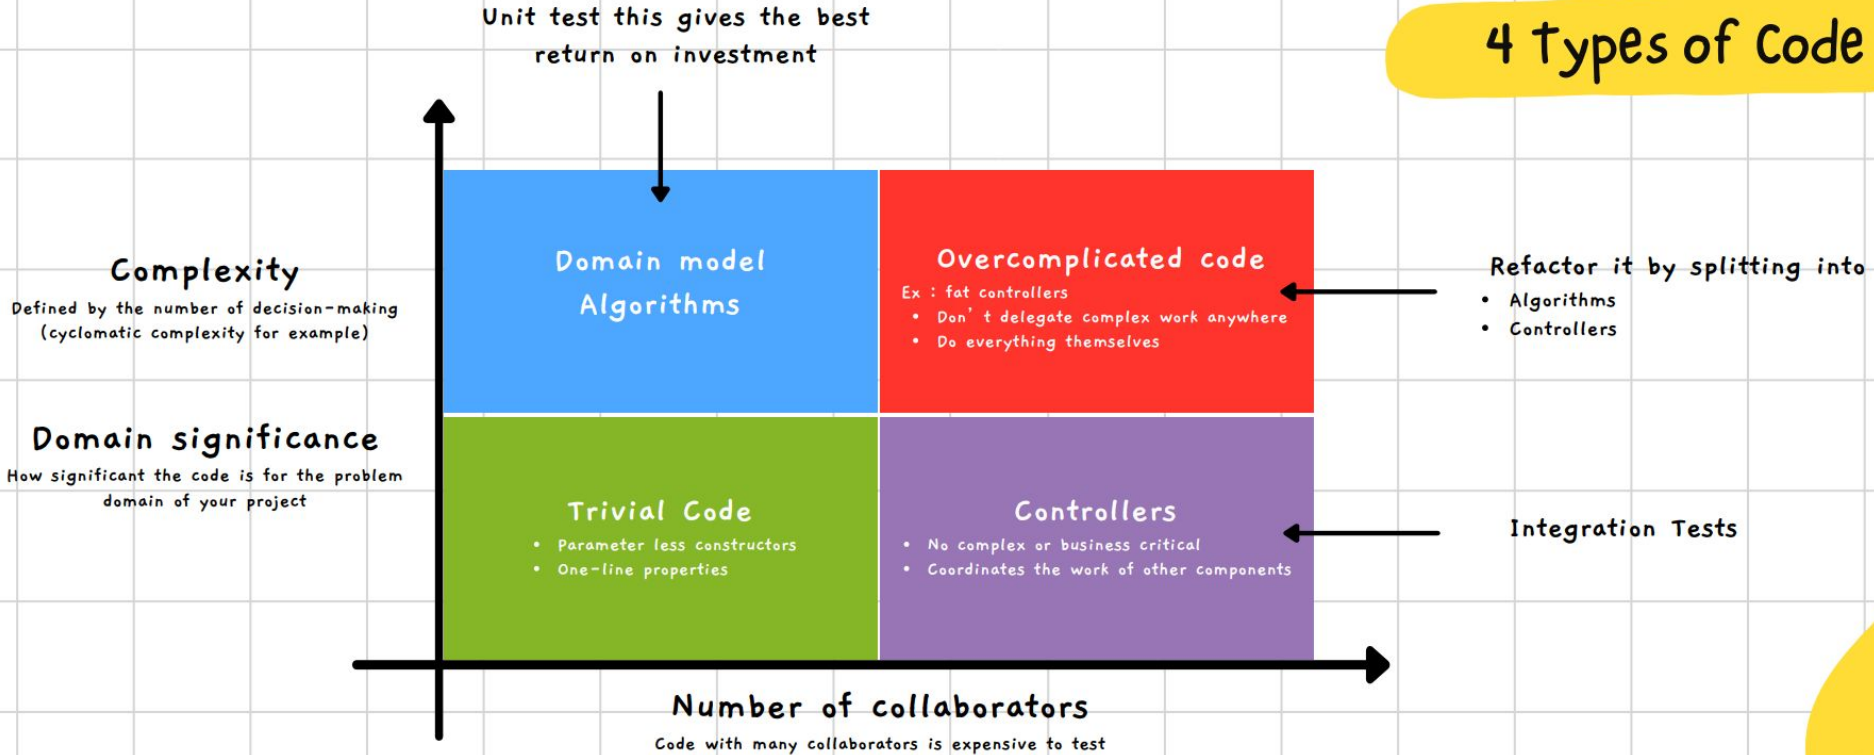 Unit test this gives the best
return on investment
4 Types of Code
Complexity
Defined by the number of decision-making
(cyclomatic complexity for example)
Domain significance
How significant the code is for the problem
domain of your project
Domain model
Algorithms
Overcomplicated code
Ex : fat controllers
• Don't delegate complex work anywhere
• Do everything themselves
Refactor it by splitting into
• Algorithms
• Controllers
Trivial Code
• Parameter less constructors
• One-line properties
Controllers
• No complex or business critical
• Coordinates the work of other components
Integration Tests
Number of collaborators
Code with many collaborators is expensive to test